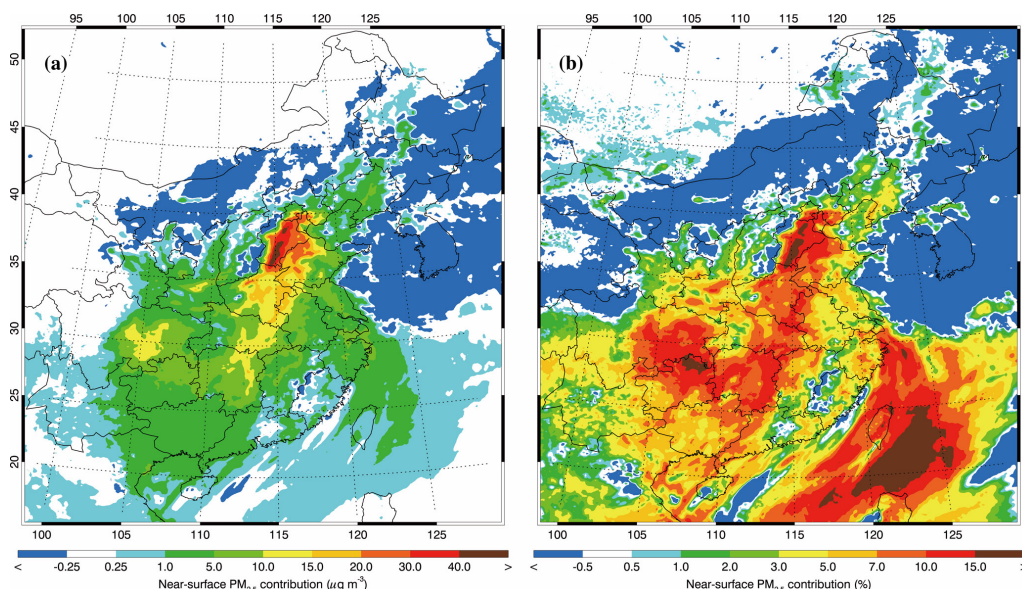 95 100 105 110 115 120 125
(a)
50
45
40
35
30
25
20
100 105 110 115 120 125
< -0.25 0.25 1.0 5.0 10.0 15.0 20.0 30.0 40.0 >
Near-surface PM₂.₅ contribution (μg m⁻³)
95 100 105 110 115 120 125
(b)
100 105 110 115 120 125
< -0.5 0.5 1.0 2.0 3.0 5.0 7.0 10.0 15.0 >
Near-surface PM₂.₅ contribution (%)